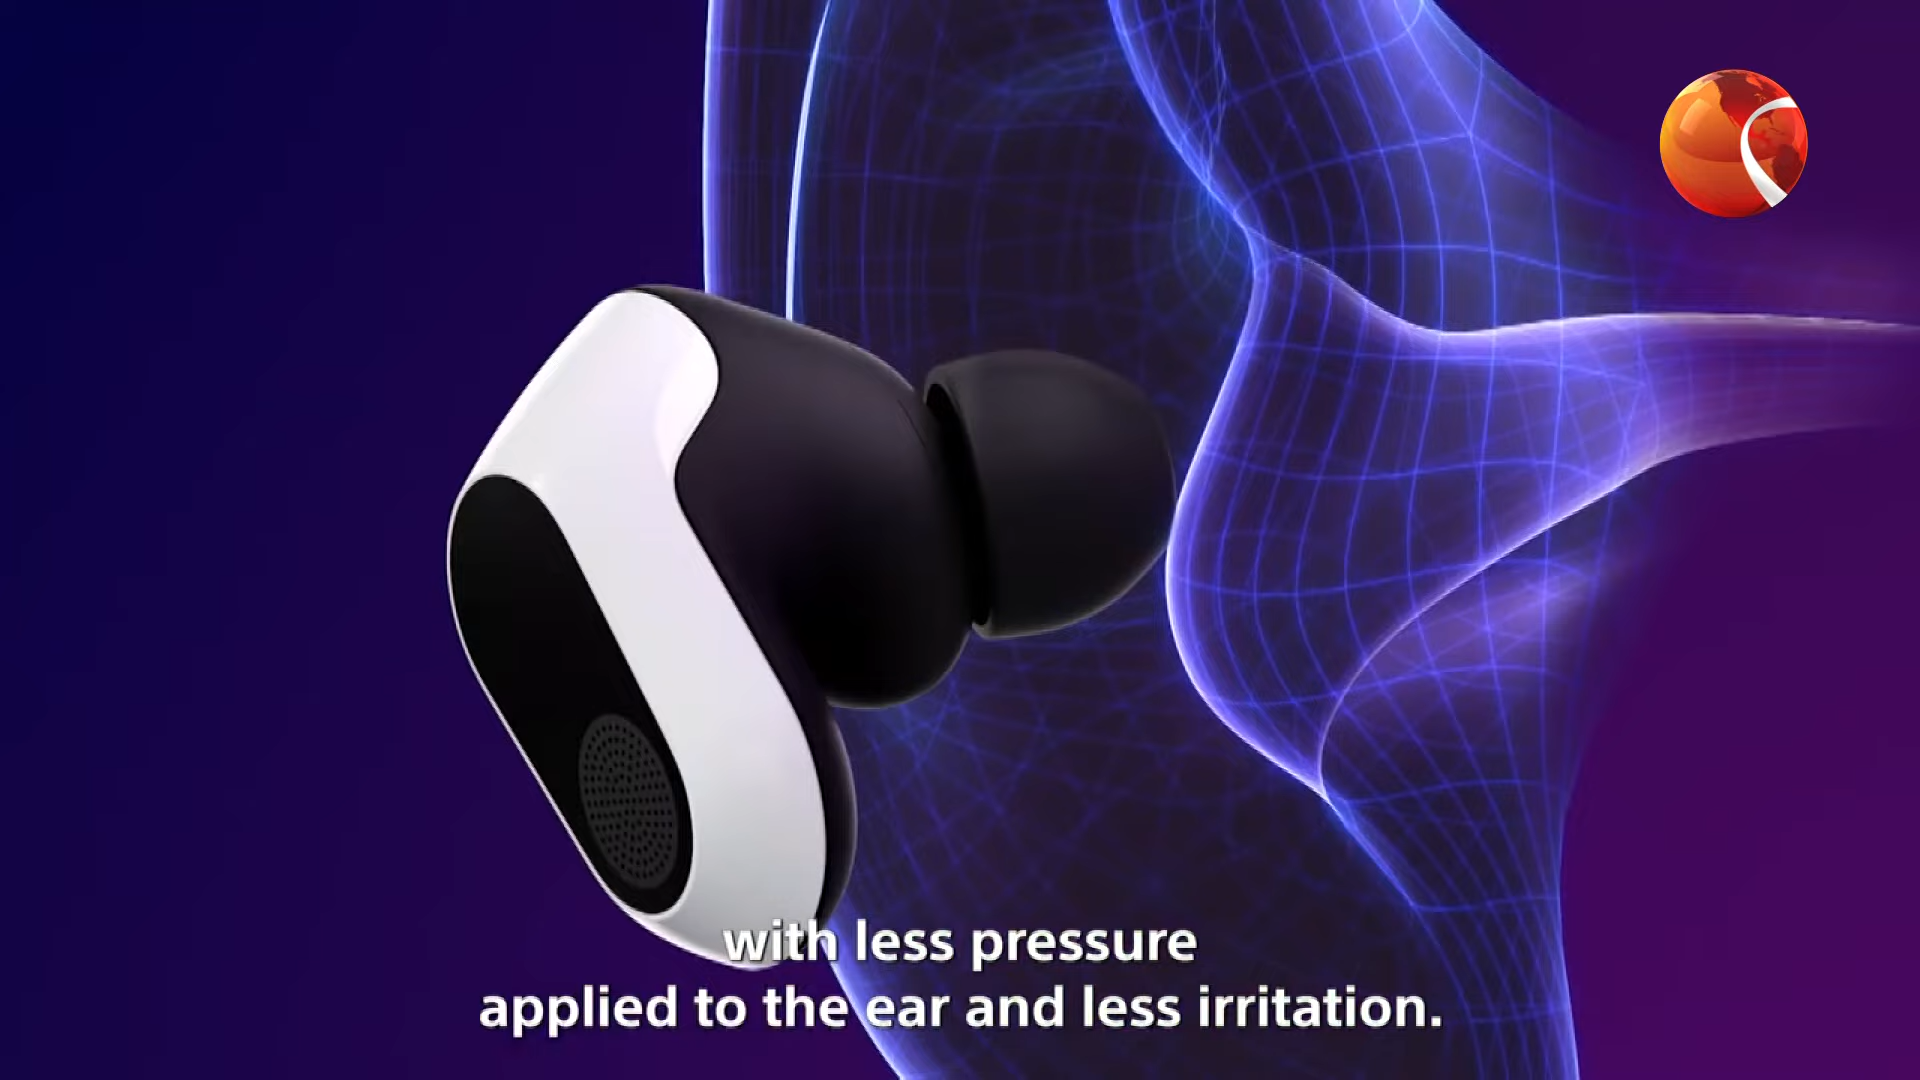 with less pressure
applied to the ear and less irritation.